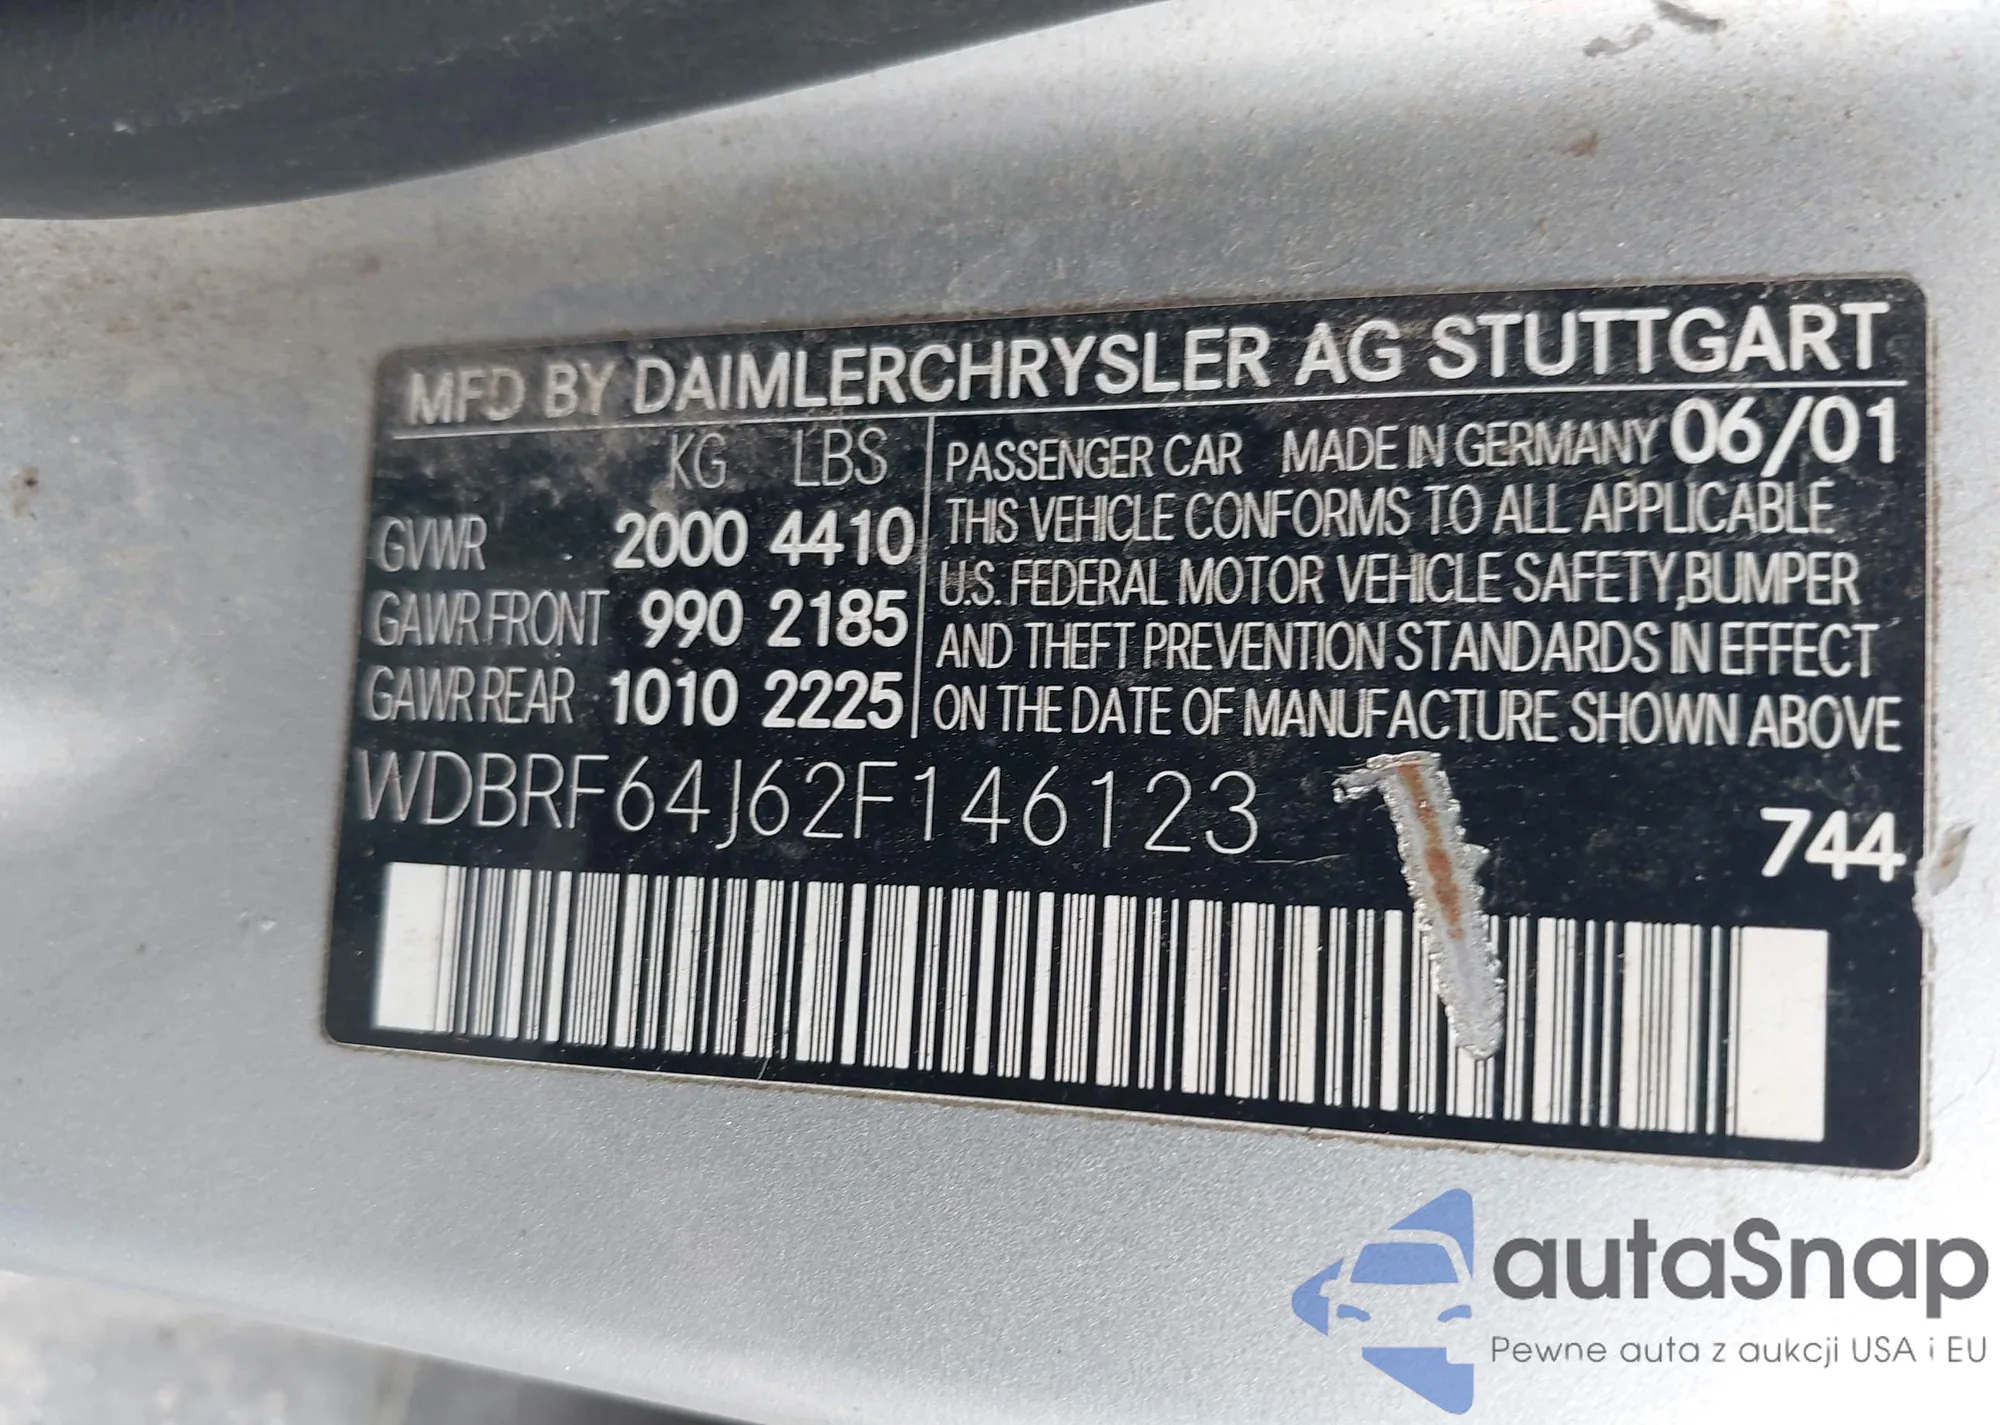 MFD BY DAIMLERCHRYSLER AG STUTTGART
KG LBS
GVWR 2000 4410
GAWR FRONT 990 2185
GAWR REAR 1010 2225
PASSENGER CAR MADE IN GERMANY 06/01
THIS VEHICLE CONFORMS TO ALL APPLICABLE
U.S. FEDERAL MOTOR VEHICLE SAFETY, BUMPER
AND THEFT PREVENTION STANDARDS IN EFFECT
ON THE DATE OF MANUFACTURE SHOWN ABOVE
WDBRF64J62F146123
744
autaSnap
Pewne auta z aukcji USA i EU